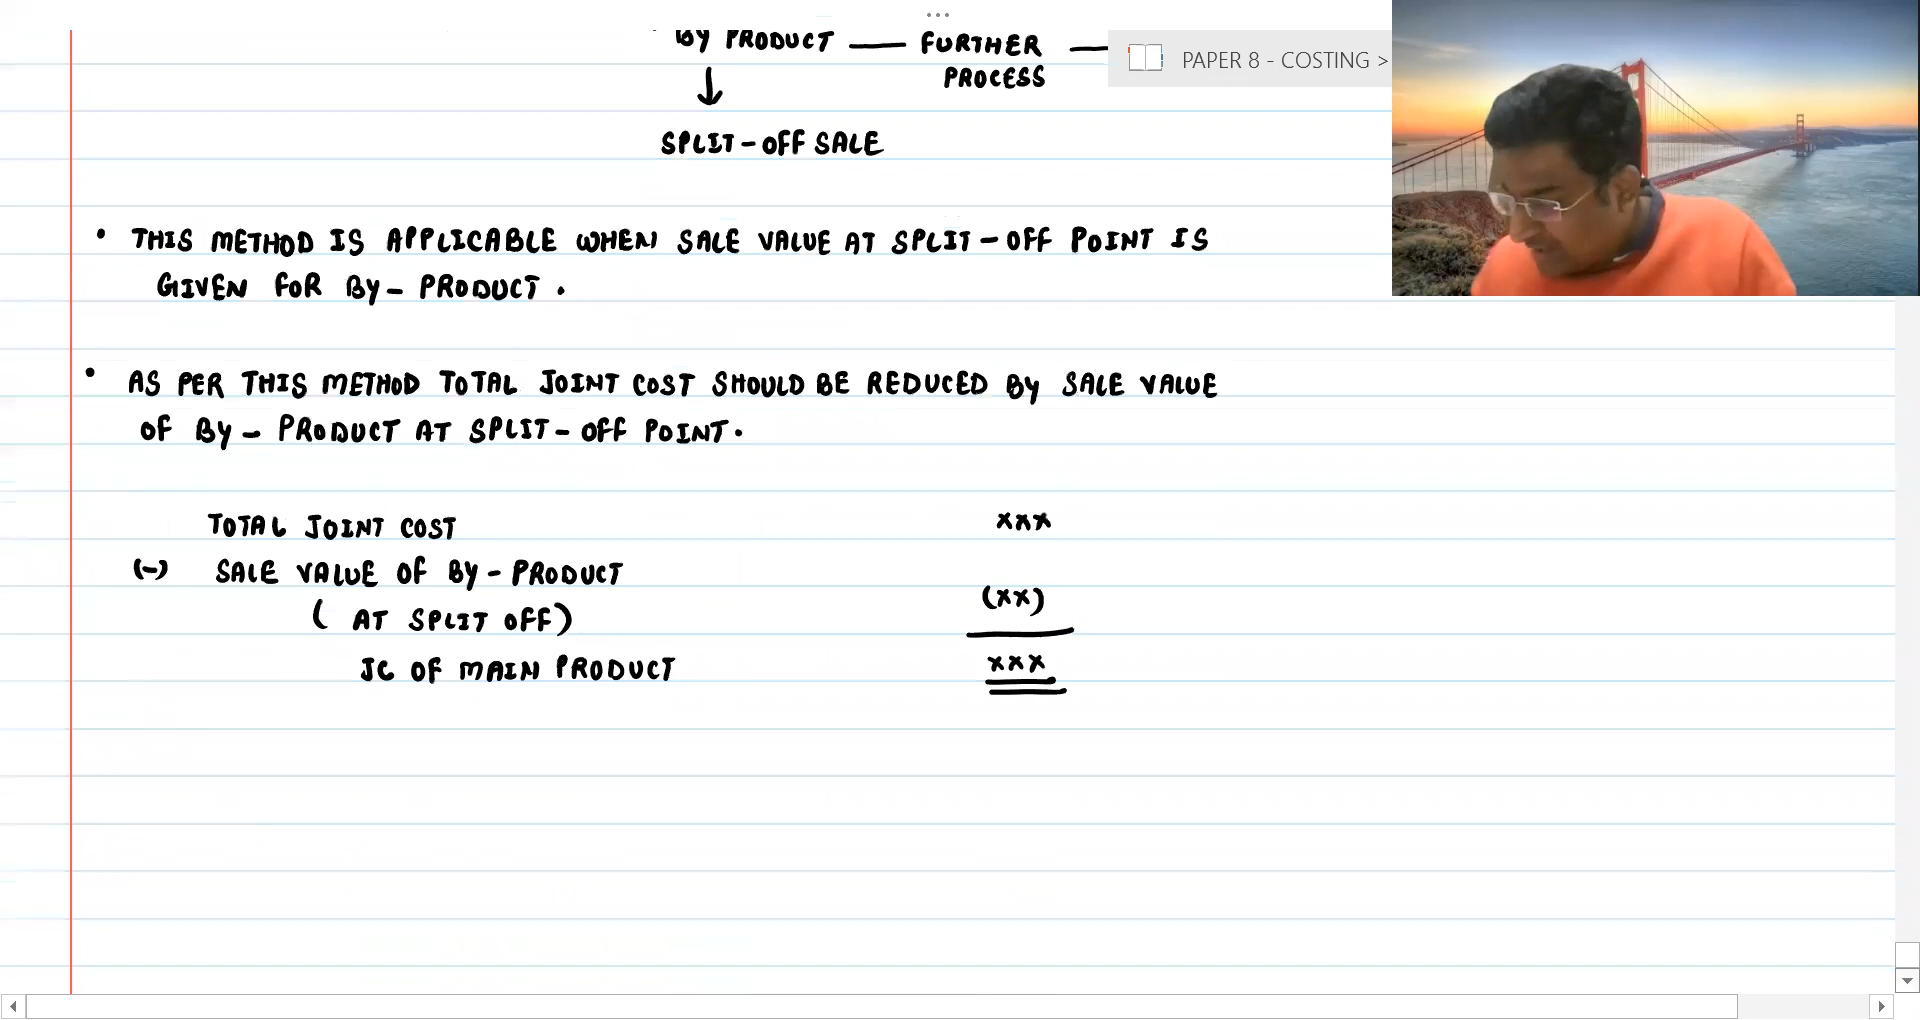 BY PRODUCT — FURTHER
PROCESS
PAPER 8 - COSTING >
SPLIT-OFF SALE
• THIS METHOD IS APPLICABLE WHEN SALE VALUE AT SPLIT-OFF POINT IS
GIVEN FOR BY-PRODUCT.
• AS PER THIS METHOD TOTAL JOINT COST SHOULD BE REDUCED BY SALE VALUE
OF BY-PRODUCT AT SPLIT-OFF POINT.
TOTAL JOINT COST xxx
(-) SALE VALUE OF BY-PRODUCT
( AT SPLIT OFF) (xx)
JC OF MAIN PRODUCT xxx